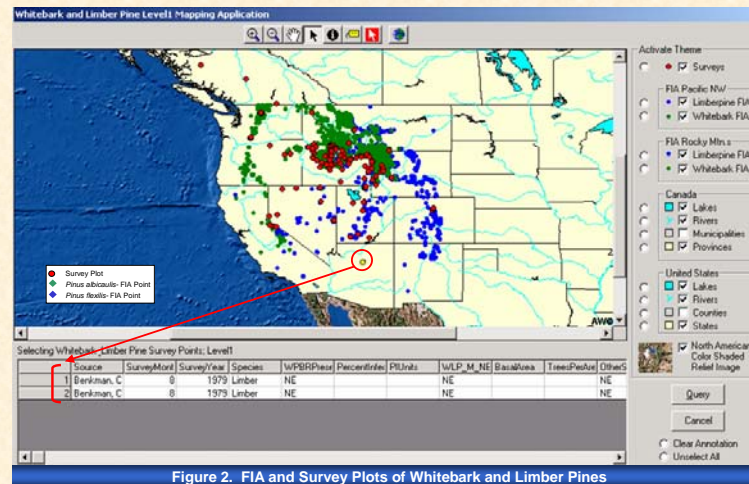 Whitebark and Limber Pine Level1 Mapping Application
Activate Theme
Surveys
FIA Pacific NW
Limberpine FIA
Whitebark FIA
FIA Rocky Mtn.s
Limberpine FIA
Whitebark FIA
Canada
Lakes
Rivers
Municipalities
Provinces
United States
Lakes
Rivers
Counties
States
North American
Color Shaded
Relief Image
Query
Cancel
Clear Annotation
Unselect All
Survey Plot
Pinus albicaulis- FIA Point
Pinus flexilis- FIA Point
Selecting Whitebark_Limber Pine Survey Points: Level1
Source SurveyMont SurveyYear Species WPBRPresr PercentInfec PlUnits WLP_M_NE BasalArea TreesPerAre OtherS
1 Benkman, C 8 1979 Limber NE NE NE
2 Benkman, C 8 1979 Limber NE NE NE
Figure 2. FIA and Survey Plots of Whitebark and Limber Pines